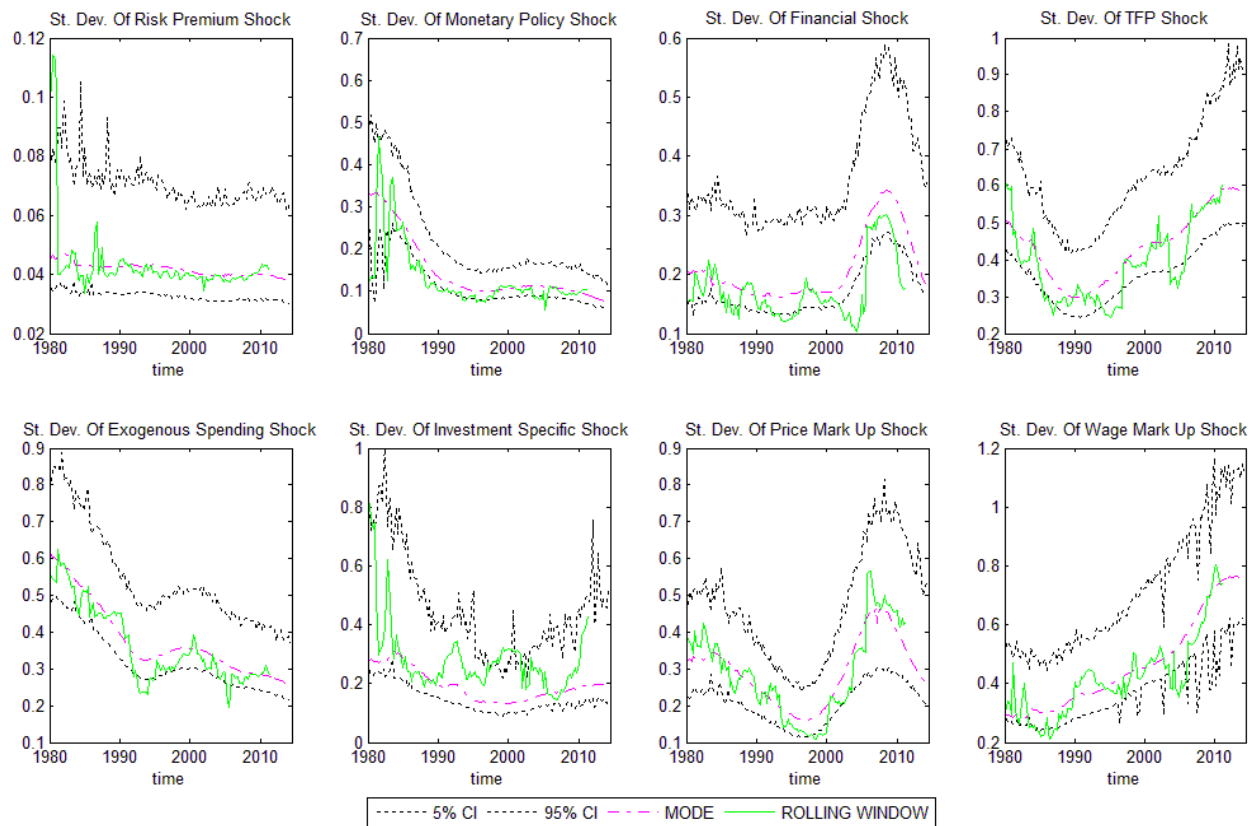 St. Dev. Of Risk Premium Shock
0.12
0.1
0.08
0.06
0.04
0.02
1980 1990 2000 2010
time
St. Dev. Of Monetary Policy Shock
0.7
0.6
0.5
0.4
0.3
0.2
0.1
0
1980 1990 2000 2010
time
St. Dev. Of Financial Shock
0.6
0.5
0.4
0.3
0.2
0.1
1980 1990 2000 2010
time
St. Dev. Of TFP Shock
1
0.9
0.8
0.7
0.6
0.5
0.4
0.3
0.2
1980 1990 2000 2010
time
St. Dev. Of Exogenous Spending Shock
0.9
0.8
0.7
0.6
0.5
0.4
0.3
0.2
0.1
1980 1990 2000 2010
time
St. Dev. Of Investment Specific Shock
1
0.8
0.6
0.4
0.2
0
1980 1990 2000 2010
time
St. Dev. Of Price Mark Up Shock
0.9
0.8
0.7
0.6
0.5
0.4
0.3
0.2
0.1
1980 1990 2000 2010
time
St. Dev. Of Wage Mark Up Shock
1.2
1
0.8
0.6
0.4
0.2
1980 1990 2000 2010
time
5% CI 95% CI MODE ROLLING WINDOW